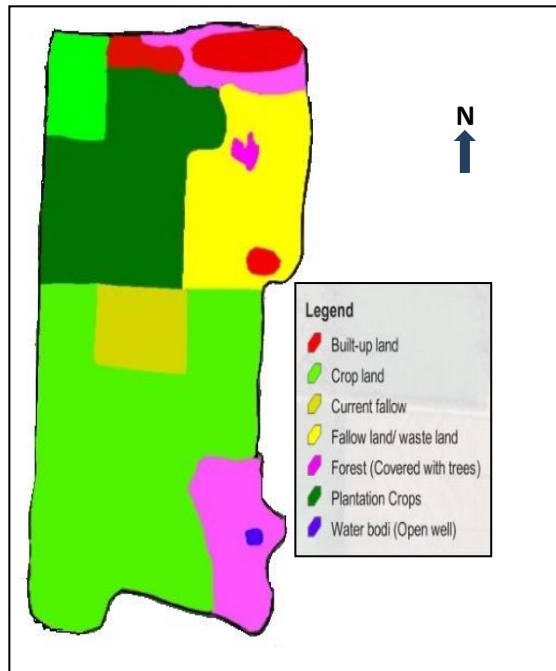 N
Legend
Built-up land
Crop land
Current fallow
Fallow land/ waste land
Forest (Covered with trees)
Plantation Crops
Water bodi (Open well)